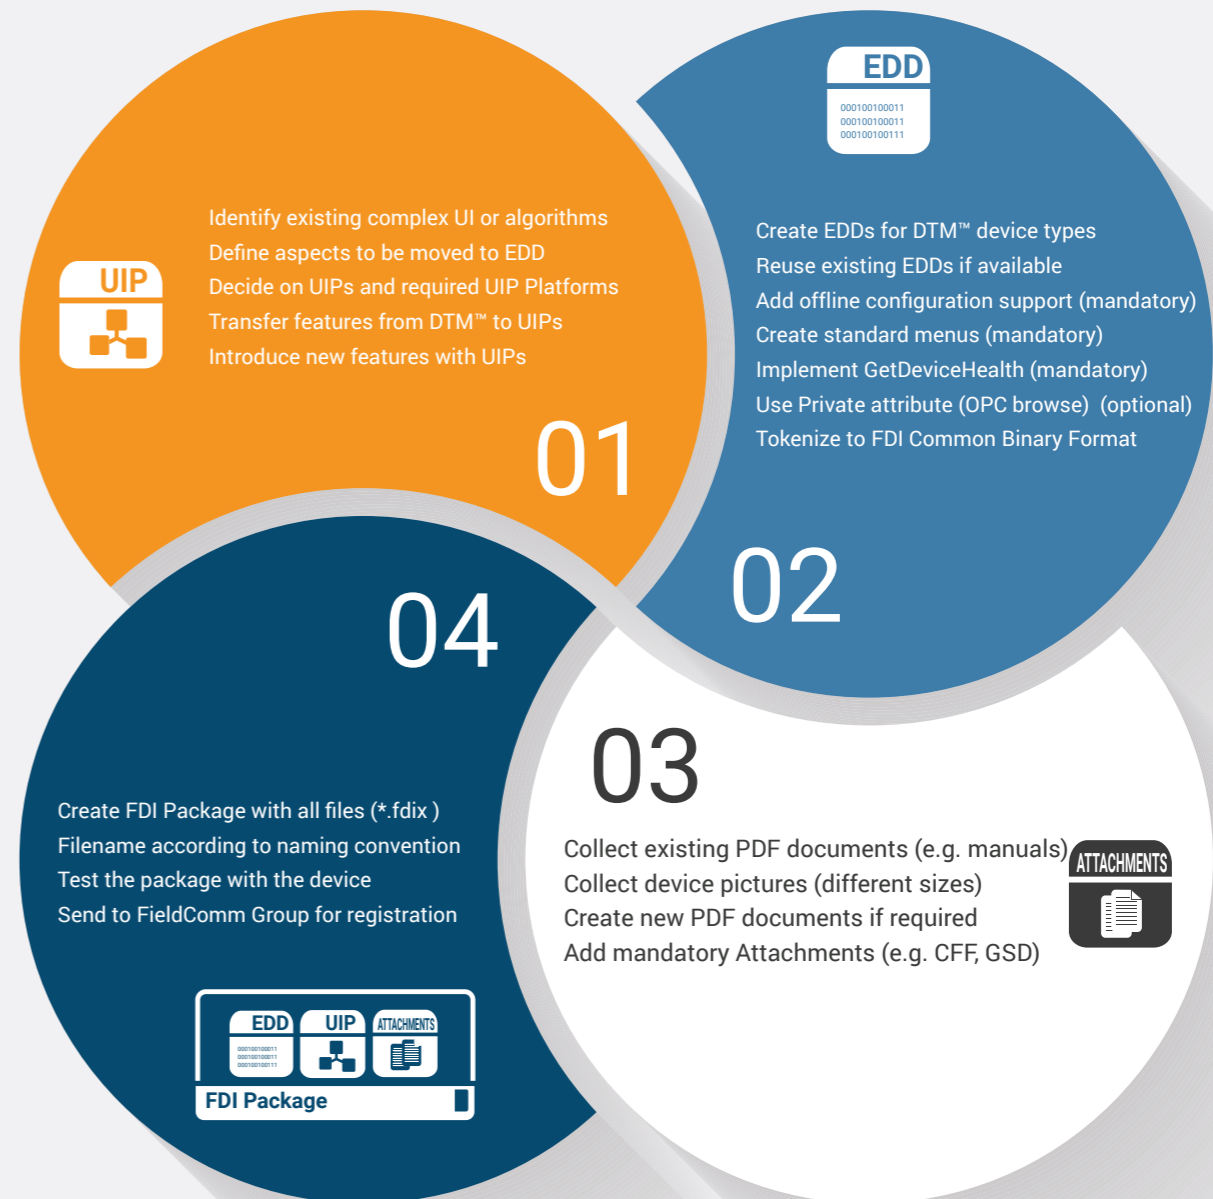 UIP
Identify existing complex UI or algorithms
Define aspects to be moved to EDD
Decide on UIPs and required UIP Platforms
Transfer features from DTM™ to UIPs
Introduce new features with UIPs
01
EDD
000100100011
000100100011
000100100111
Create EDDs for DTM™ device types
Reuse existing EDDs if available
Add offline configuration support (mandatory)
Create standard menus (mandatory)
Implement GetDeviceHealth (mandatory)
Use Private attribute (OPC browse)  (optional)
Tokenize to FDI Common Binary Format
02
03
Collect existing PDF documents (e.g. manuals)
Collect device pictures (different sizes)
Create new PDF documents if required
Add mandatory Attachments (e.g. CFF, GSD)
ATTACHMENTS
04
Create FDI Package with all files (*.fdix )
Filename according to naming convention
Test the package with the device
Send to FieldComm Group for registration
EDD
000100100011
000100100011
000100100111
UIP
ATTACHMENTS
FDI Package